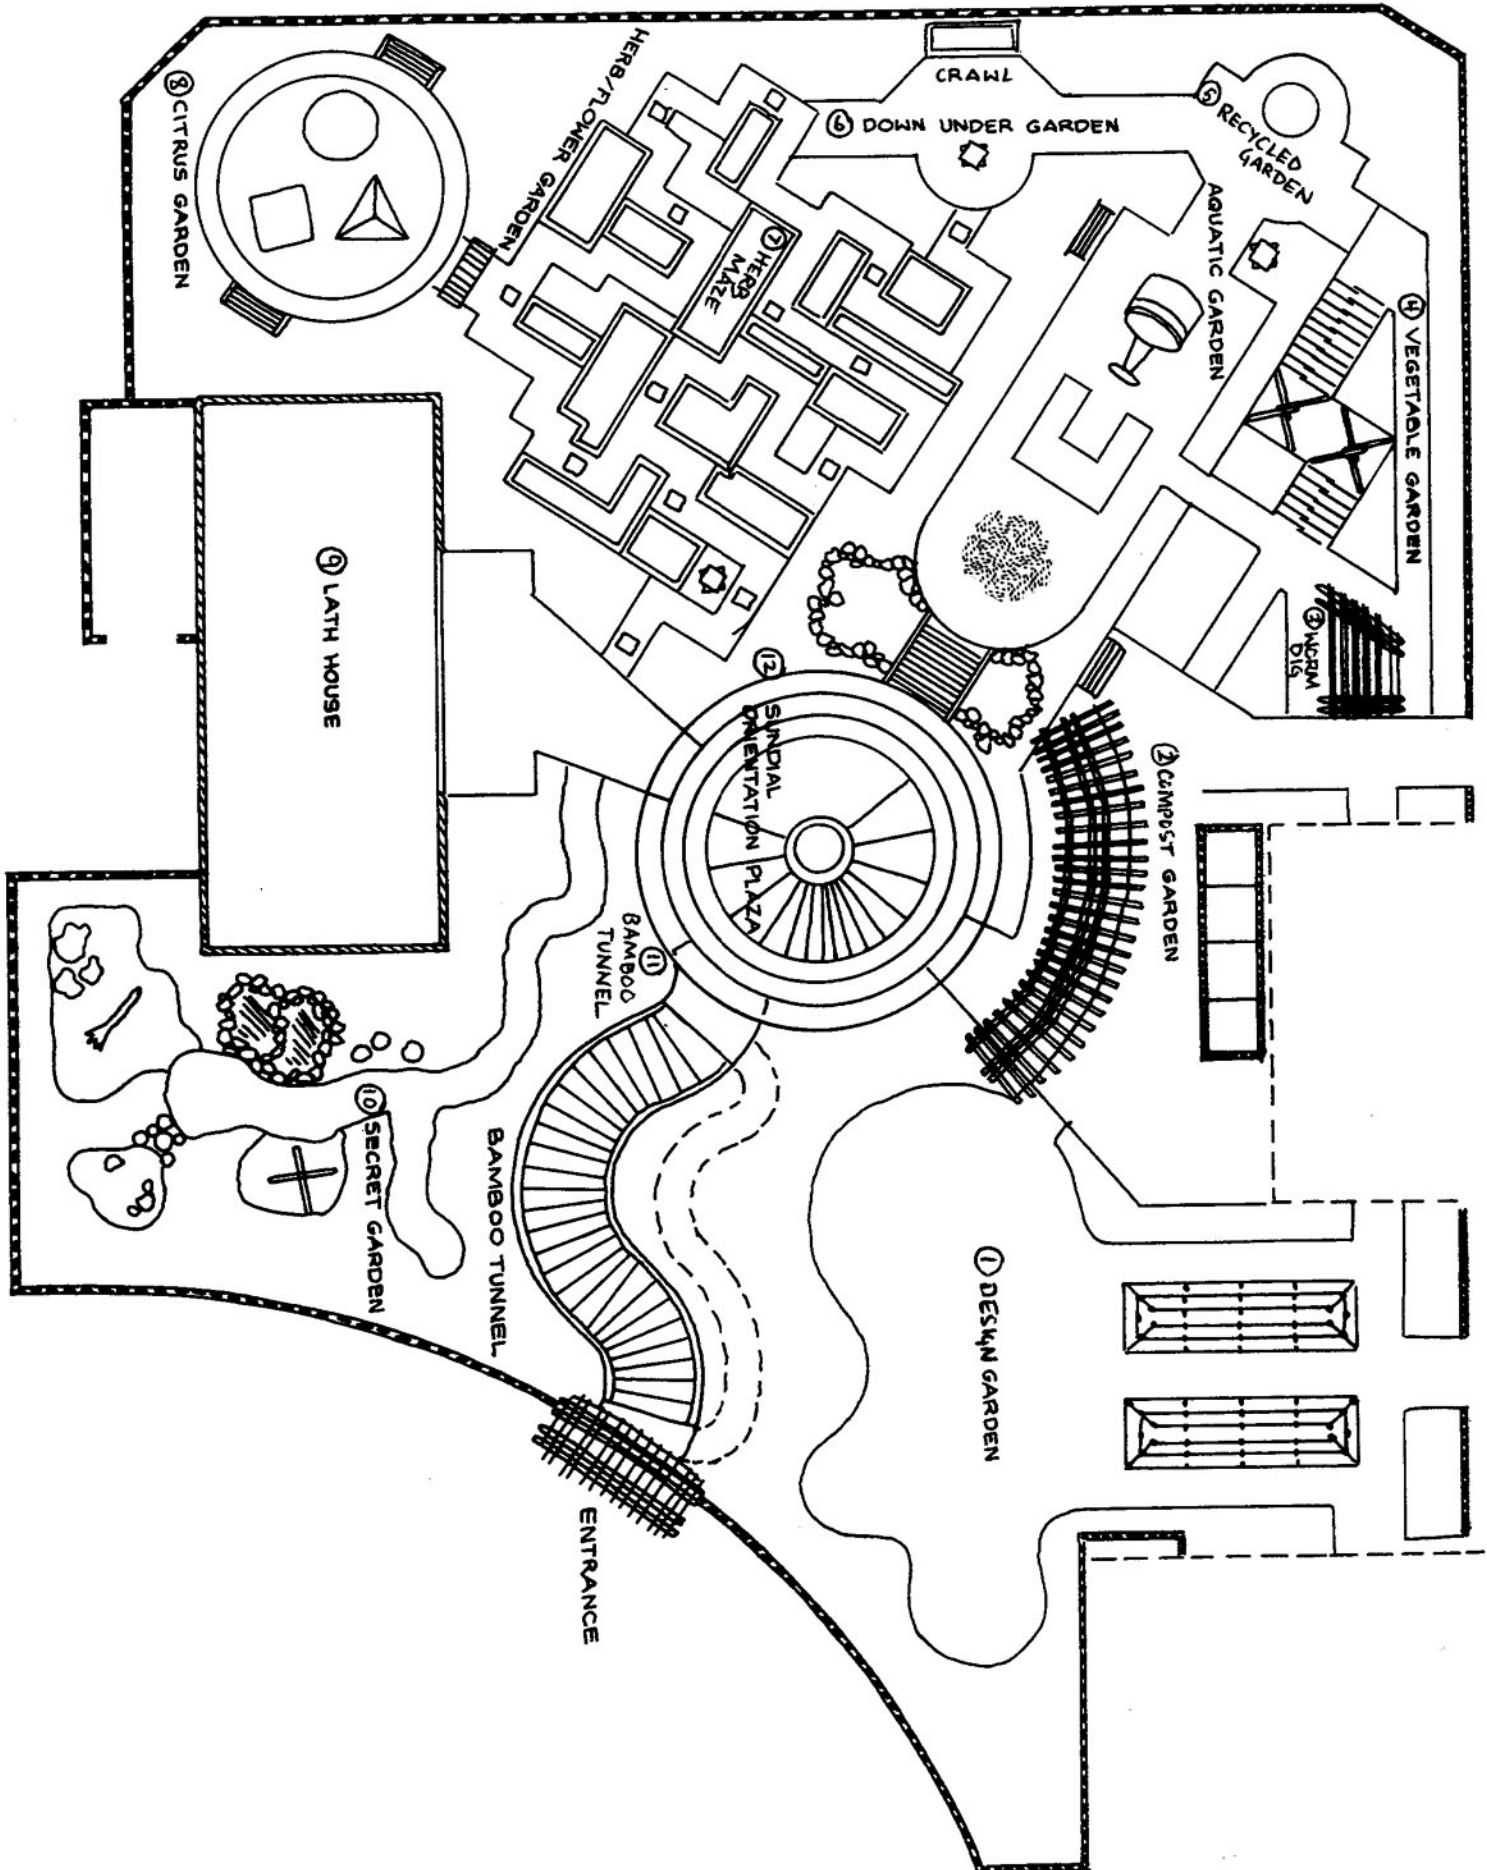 CRAWL
⑥ DOWN UNDER GARDEN
⑤ RECYCLED
GARDEN
AQUATIC GARDEN
④ VEGETABLE GARDEN
③ WORM
DIG
⑧ CITRUS GARDEN
HERB/FLOWER GARDEN
⑦ HERB
MAZE
⑨ LATH HOUSE
⑫ SUNDIAL
ORIENTATION PLAZA
② COMPOST GARDEN
⑪ BAMBOO
TUNNEL
⑩ SECRET GARDEN
BAMBOO TUNNEL
① DESIGN GARDEN
ENTRANCE